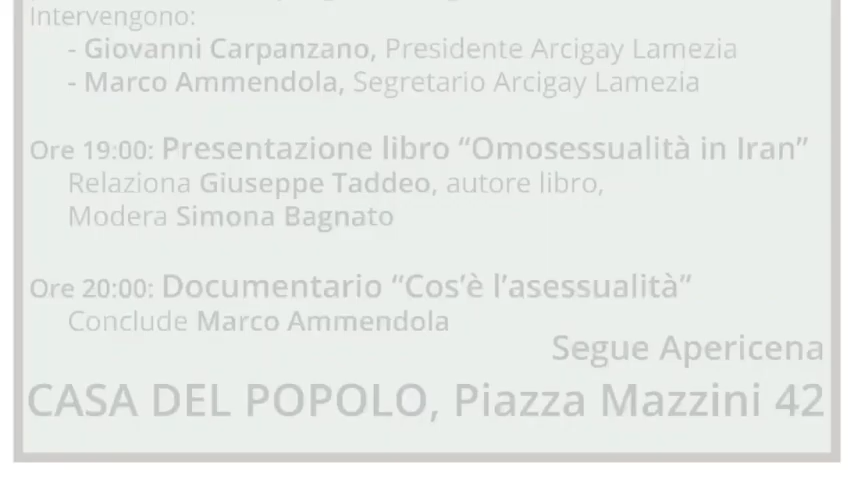 Intervengono:
- Giovanni Carpanzano, Presidente Arcigay Lamezia
- Marco Ammendola, Segretario Arcigay Lamezia
Ore 19:00: Presentazione libro “Omosessualità in Iran”
Relaziona Giuseppe Taddeo, autore libro,
Modera Simona Bagnato
Ore 20:00: Documentario “Cos’è l’asessualità”
Conclude Marco Ammendola
Segue Apericena
CASA DEL POPOLO, Piazza Mazzini 42